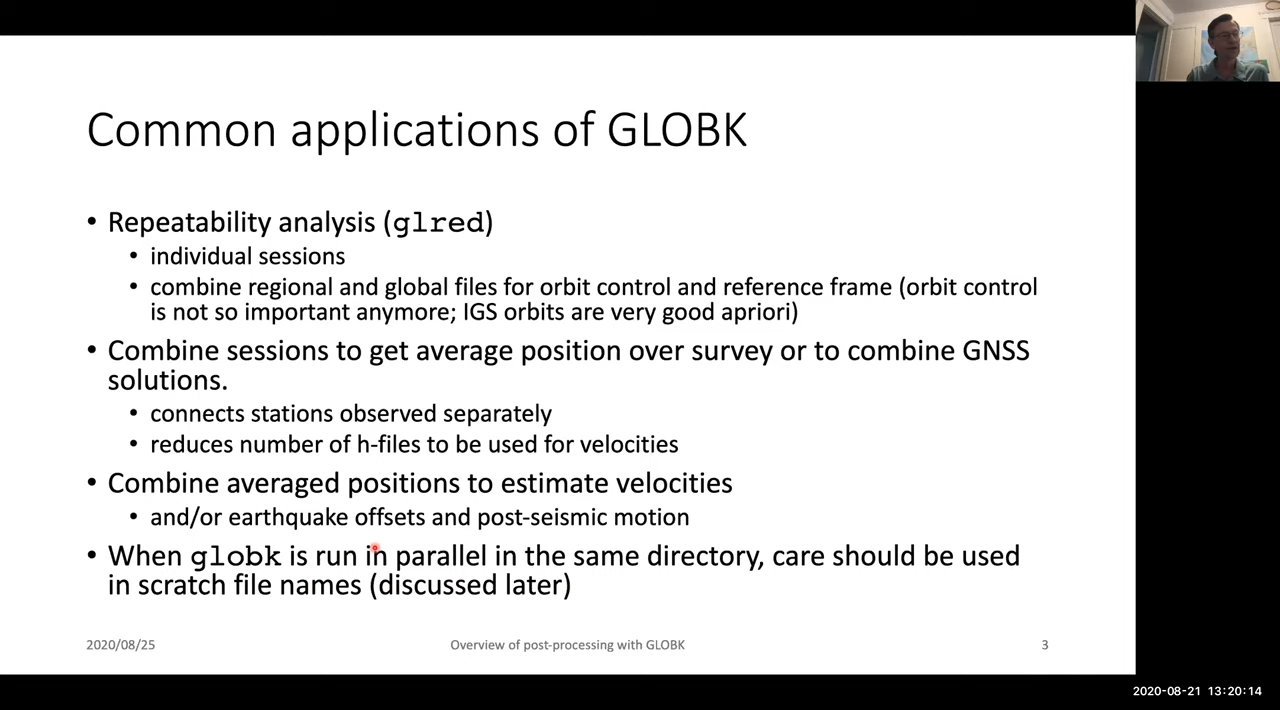 Common applications of GLOBK
• Repeatability analysis (glred)
• individual sessions
• combine regional and global files for orbit control and reference frame (orbit control
is not so important anymore; IGS orbits are very good apriori)
• Combine sessions to get average position over survey or to combine GNSS
solutions.
• connects stations observed separately
• reduces number of h-files to be used for velocities
• Combine averaged positions to estimate velocities
• and/or earthquake offsets and post-seismic motion
• When globk is run in parallel in the same directory, care should be used
in scratch file names (discussed later)
2020/08/25
Overview of post-processing with GLOBK
3
2020-08-21 13:20:14